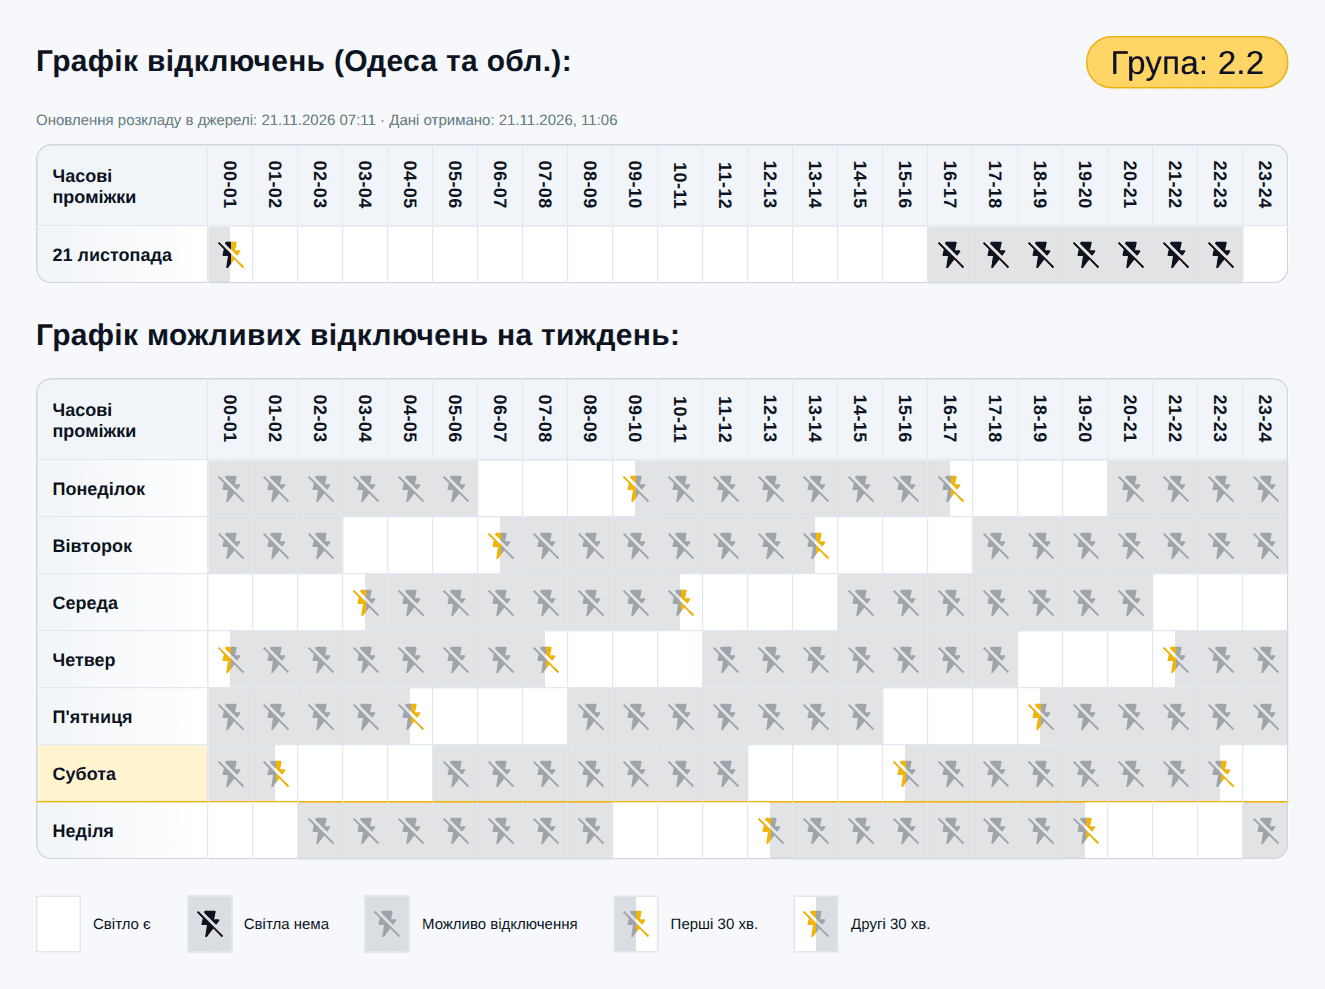 Графік відключень (Одеса та обл.):
Група: 2.2
Оновлення розкладу в джерелі: 21.11.2026 07:11 · Дані отримано: 21.11.2026, 11:06
Часові
проміжки
00-01 01-02 02-03 03-04 04-05 05-06 06-07 07-08 08-09 09-10 10-11 11-12 12-13 13-14 14-15 15-16 16-17 17-18 18-19 19-20 20-21 21-22 22-23 23-24
21 листопада
Графік можливих відключень на тиждень:
Часові
проміжки
00-01 01-02 02-03 03-04 04-05 05-06 06-07 07-08 08-09 09-10 10-11 11-12 12-13 13-14 14-15 15-16 16-17 17-18 18-19 19-20 20-21 21-22 22-23 23-24
Понеділок
Вівторок
Середа
Четвер
П'ятниця
Субота
Неділя
Світло є
Світла нема
Можливо відключення
Перші 30 хв.
Другі 30 хв.